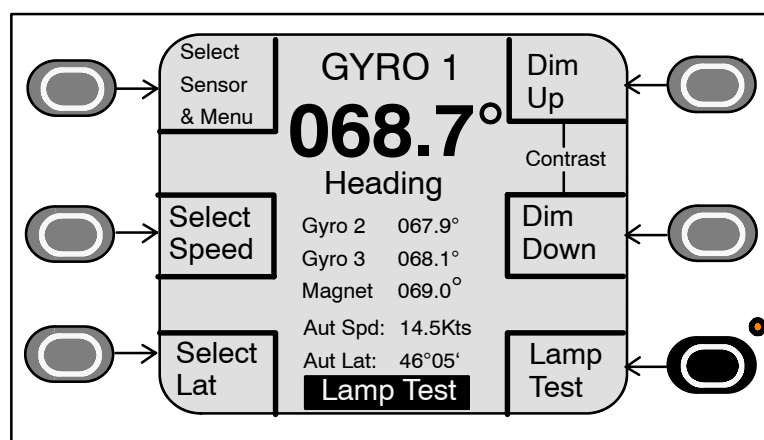 Select
Sensor
& Menu
GYRO 1
068.7°
Heading
Dim
Up
Contrast
Select
Speed
Gyro 2 067.9°
Gyro 3 068.1°
Magnet 069.0°
Dim
Down
Aut Spd: 14.5Kts
Aut Lat: 46°05‘
Select
Lat
Lamp Test
Lamp
Test